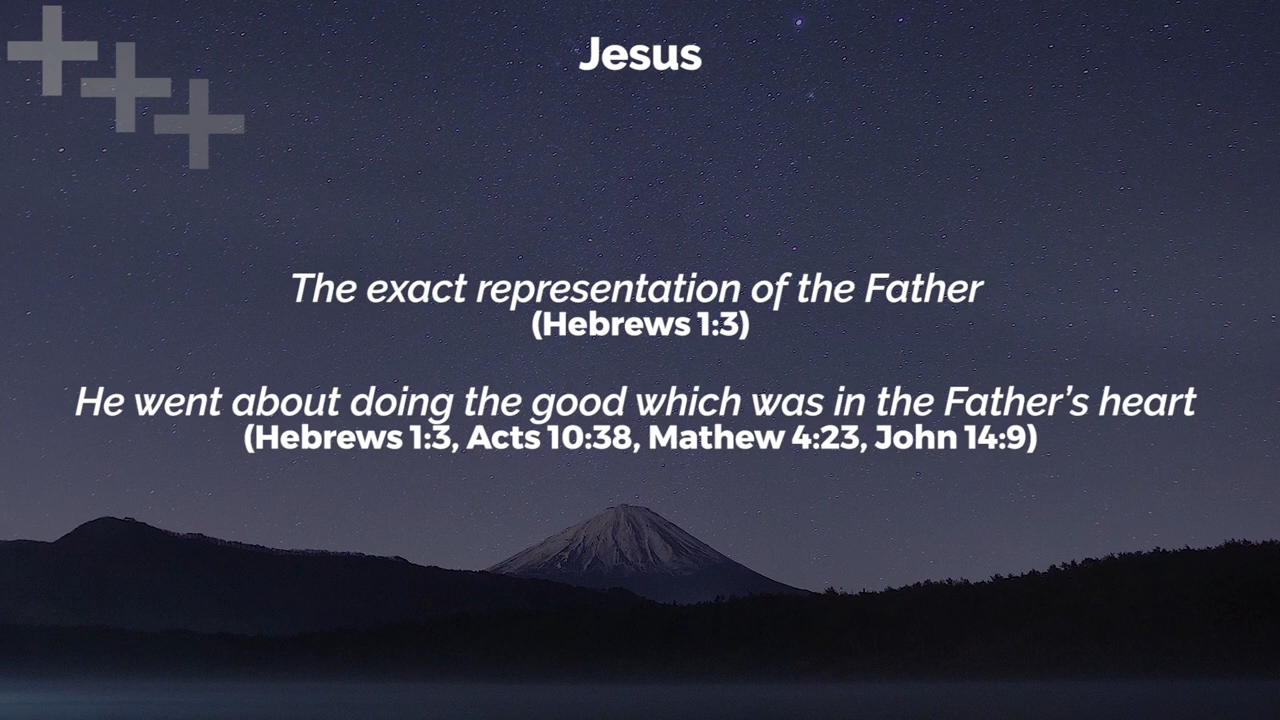 Jesus
The exact representation of the Father
(Hebrews 1:3)
He went about doing the good which was in the Father’s heart
(Hebrews 1:3, Acts 10:38, Mathew 4:23, John 14:9)